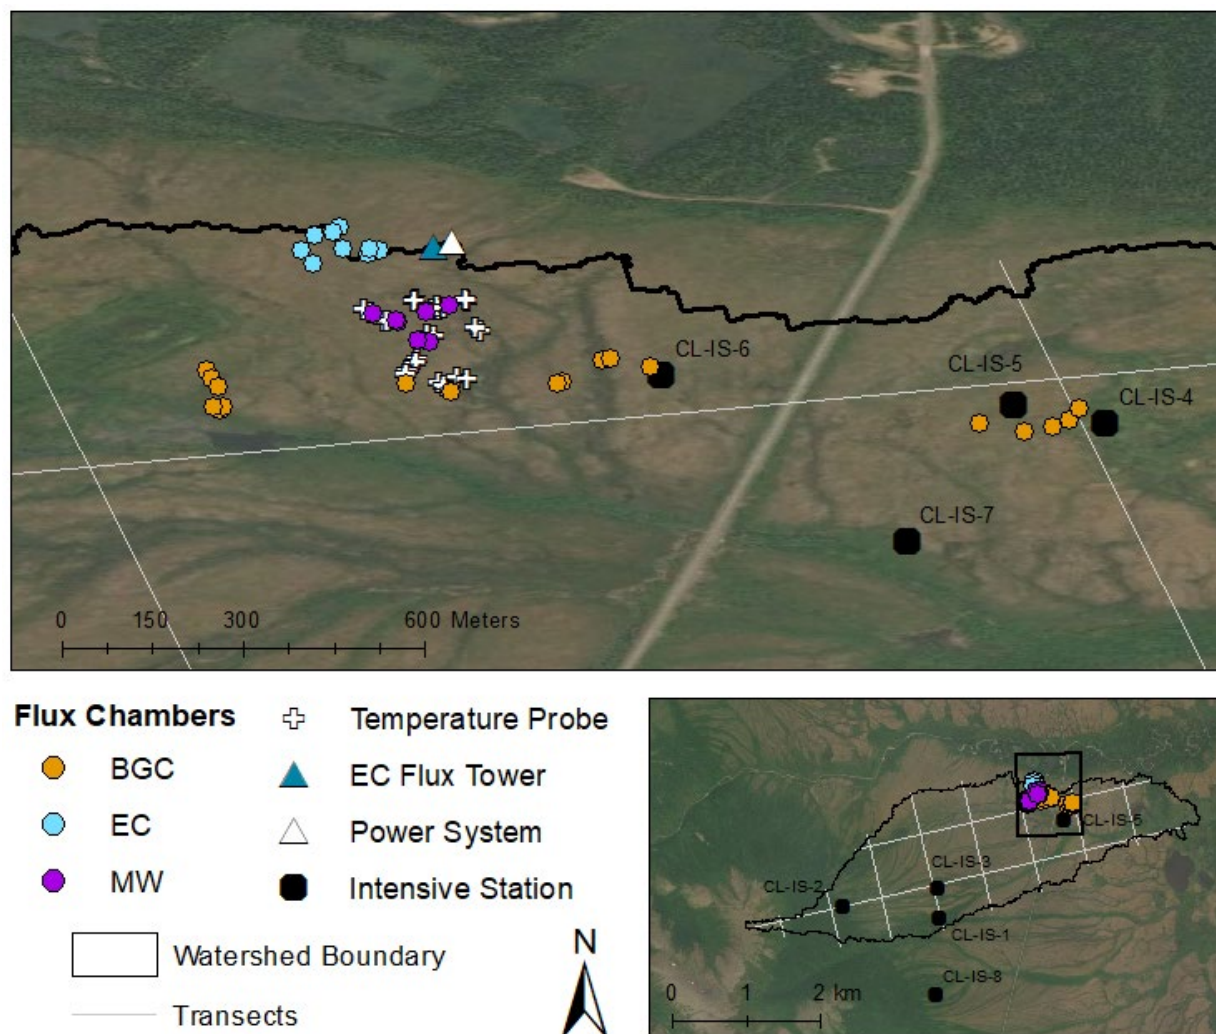 CL-IS-6
CL-IS-5
CL-IS-4
CL-IS-7
0 150 300 600 Meters
Flux Chambers
BGC
EC
MW
Temperature Probe
EC Flux Tower
Power System
Intensive Station
Watershed Boundary
Transects
N
CL-IS-5
CL-IS-3
CL-IS-2
CL-IS-1
CL-IS-8
0 1 2 km